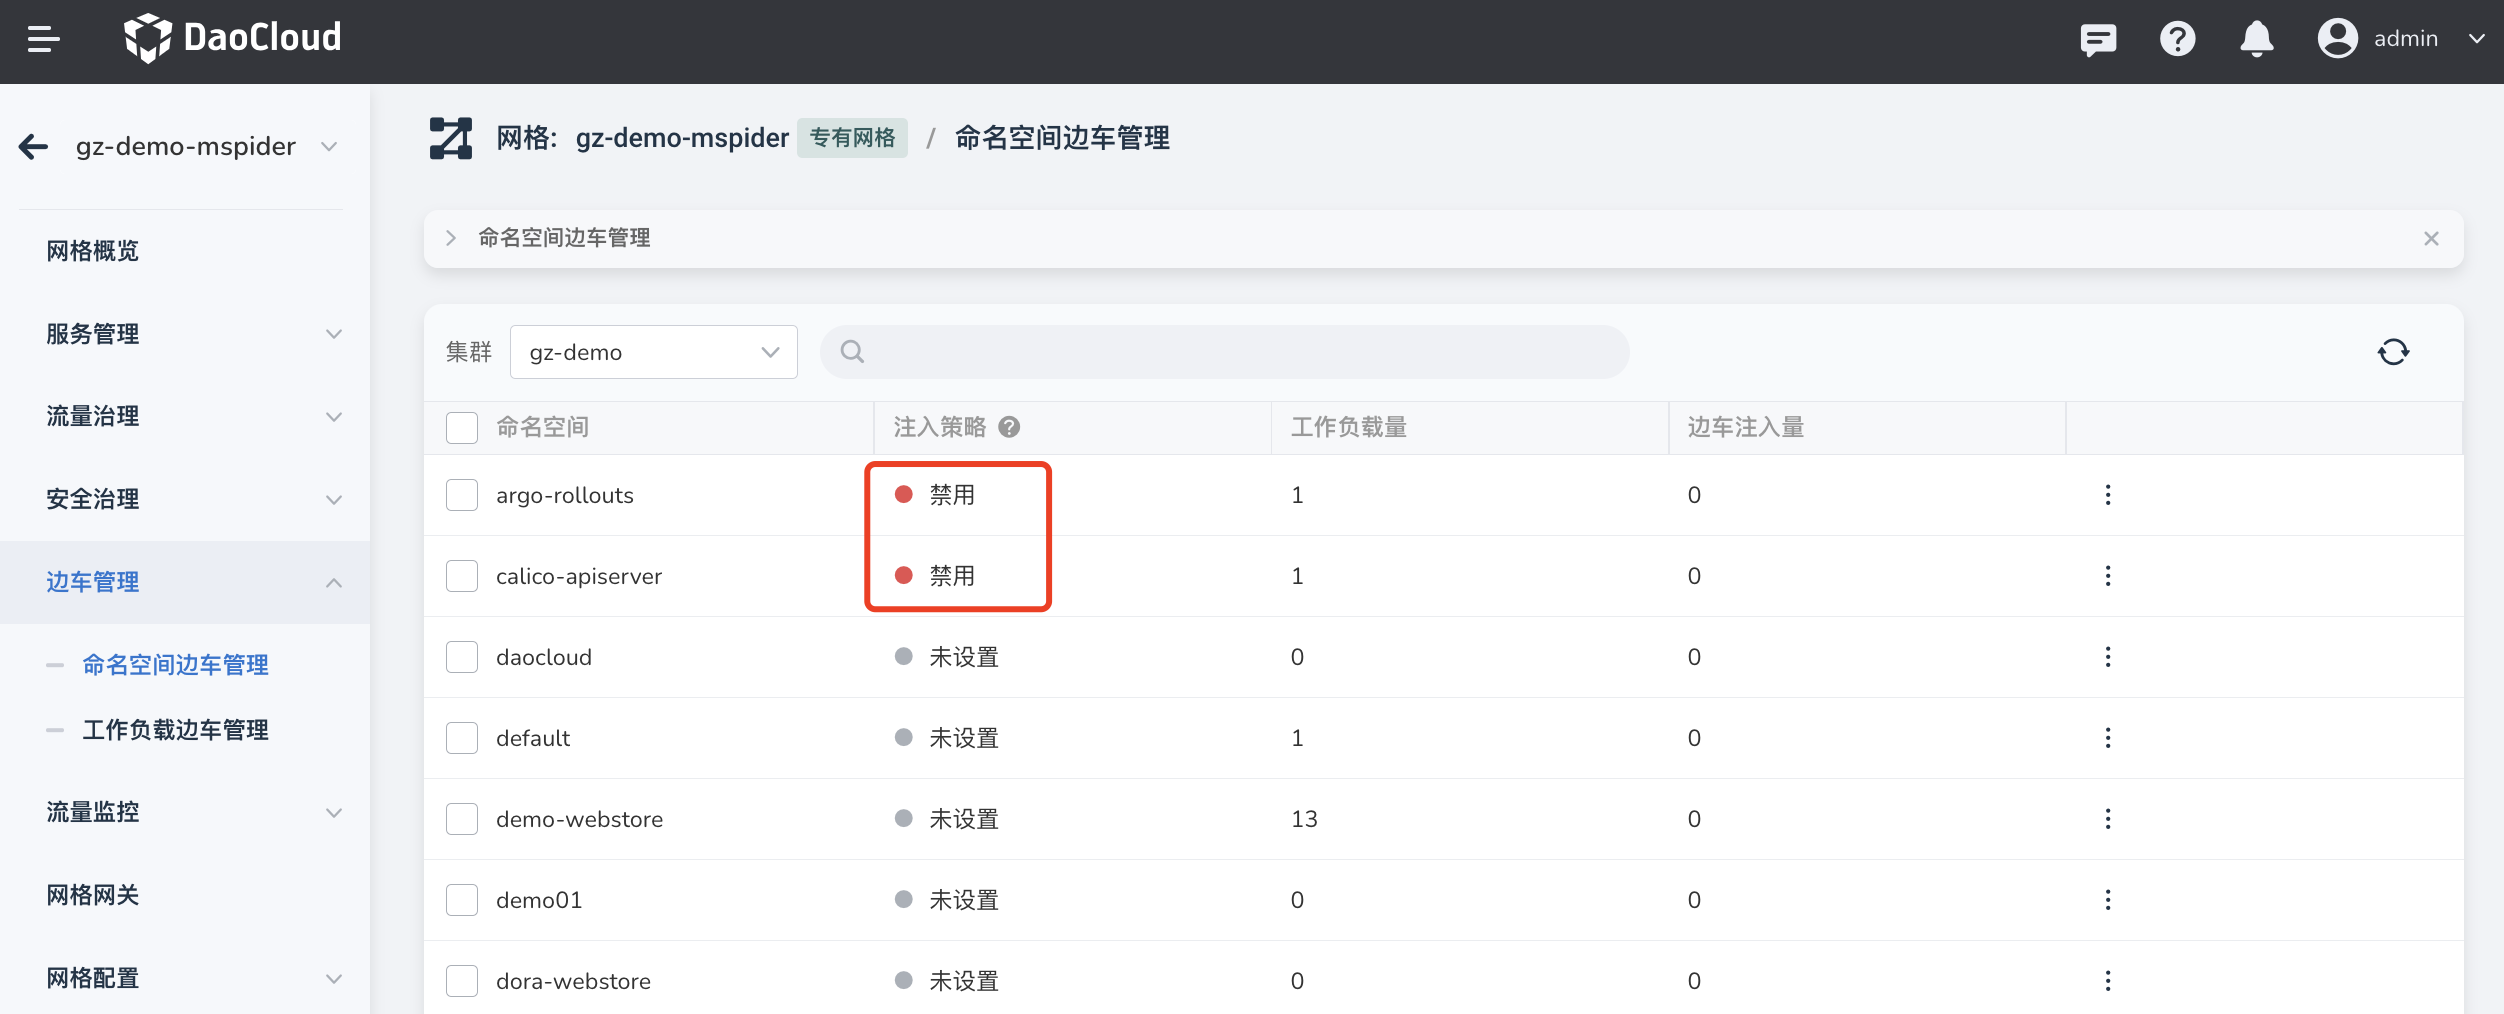 DaoCloud
admin
gz-demo-mspider
网格概览
服务管理
流量治理
安全治理
边车管理
命名空间边车管理
工作负载边车管理
流量监控
网格网关
网格配置
网格: gz-demo-mspider 专有网格 / 命名空间边车管理
命名空间边车管理
集群 gz-demo
命名空间 注入策略 工作负载量 边车注入量
argo-rollouts 禁用 1 0
calico-apiserver 禁用 1 0
daocloud 未设置 0 0
default 未设置 1 0
demo-webstore 未设置 13 0
demo01 未设置 0 0
dora-webstore 未设置 0 0